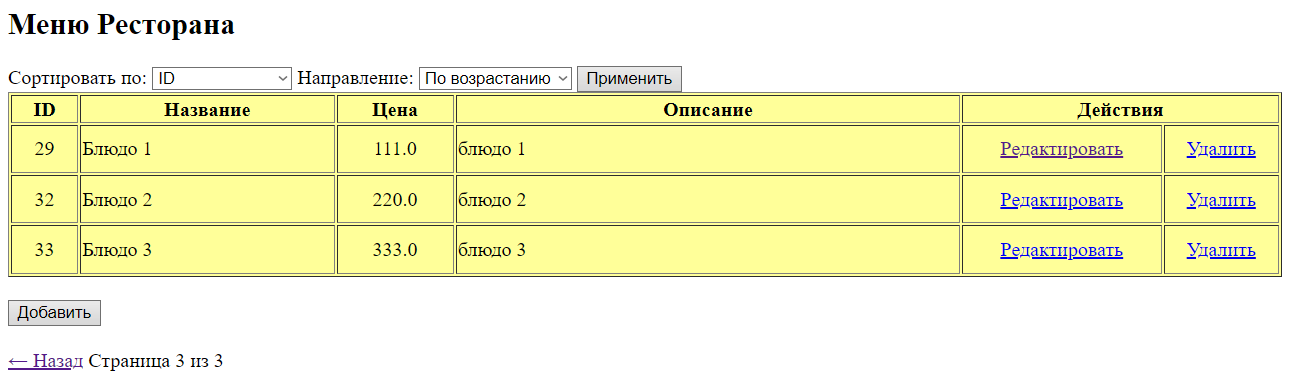 Меню Ресторана
Сортировать по: ID Направление: По возрастанию Применить
ID Название Цена Описание Действия
29 Блюдо 1 111.0 блюдо 1 Редактировать Удалить
32 Блюдо 2 220.0 блюдо 2 Редактировать Удалить
33 Блюдо 3 333.0 блюдо 3 Редактировать Удалить
Добавить
← Назад Страница 3 из 3